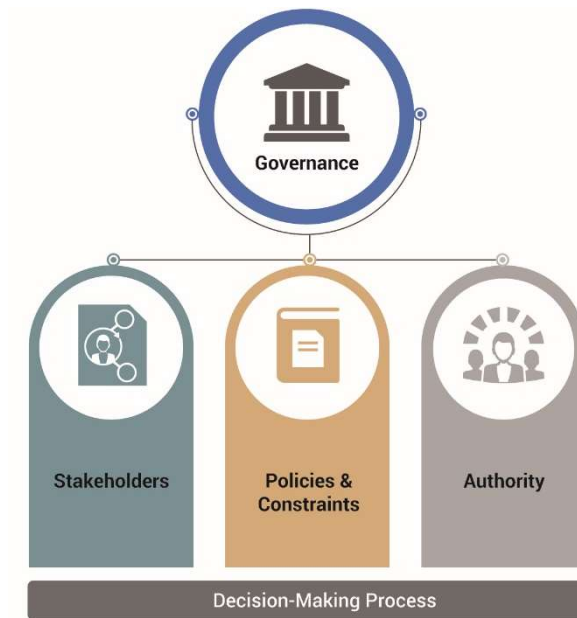 Governance
Stakeholders
Policies &
Constraints
Authority
Decision-Making Process